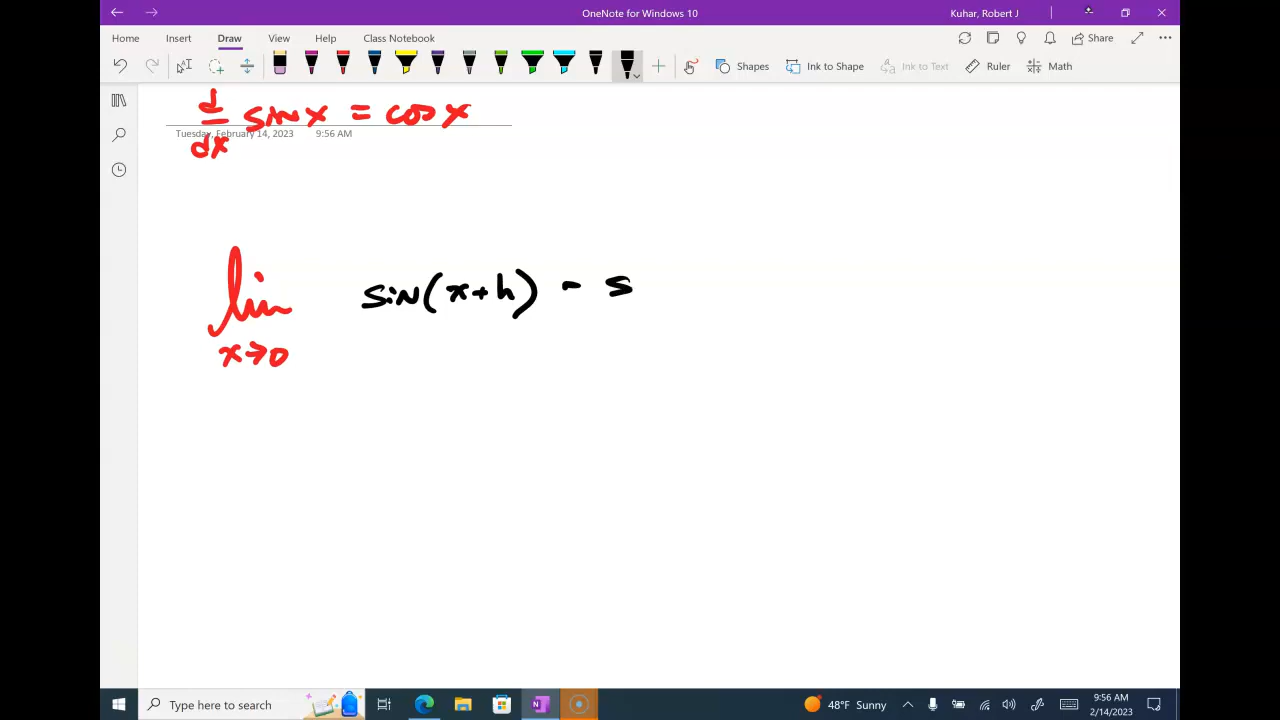 OneNote for Windows 10
Kuhar, Robert J
Home Insert Draw View Help Class Notebook
Share
Shapes Ink to Shape Ink to Text Ruler Math
d/dx sin x = cos x
Tuesday, February 14, 2023 9:56 AM
lim sin(x+h) - s
x→0
Type here to search
48°F Sunny
9:56 AM
2/14/2023